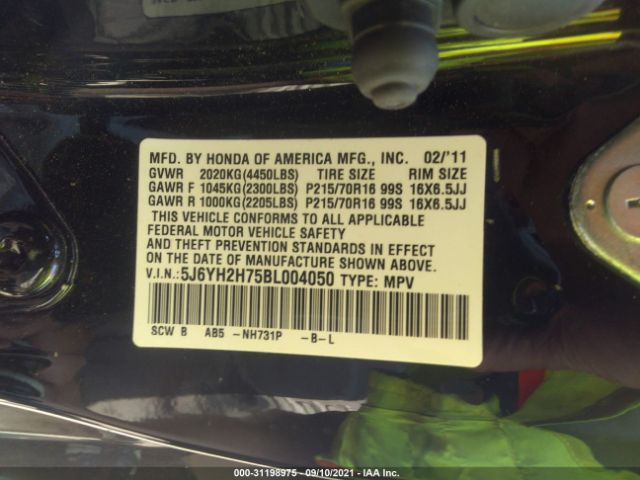 MFD. BY HONDA OF AMERICA MFG., INC. 02/'11
GVWR 2020KG(4450LBS) TIRE SIZE RIM SIZE
GAWR F 1045KG(2300LBS) P215/70R16 99S 16X6.5JJ
GAWR R 1000KG(2205LBS) P215/70R16 99S 16X6.5JJ
THIS VEHICLE CONFORMS TO ALL APPLICABLE
FEDERAL MOTOR VEHICLE SAFETY
AND THEFT PREVENTION STANDARDS IN EFFECT
ON THE DATE OF MANUFACTURE SHOWN ABOVE.
V.I.N.:5J6YH2H75BL004050 TYPE: MPV
SCW B AB5 -NH731P -B-L
000-31198975 - 09/10/2021 - IAA Inc.